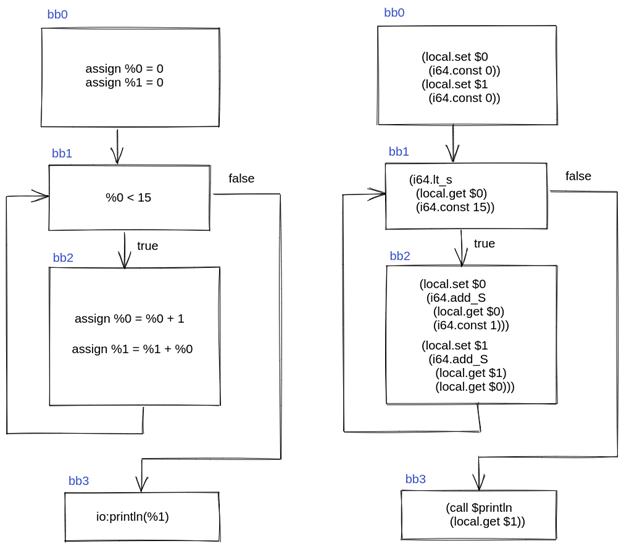 bb0
assign %0 = 0
assign %1 = 0
bb1
%0 < 15
false
true
bb2
assign %0 = %0 + 1
assign %1 = %1 + %0
bb3
io:println(%1)
bb0
(local.set $0
(i64.const 0))
(local.set $1
(i64.const 0))
bb1
(i64.lt_s
(local.get $0)
(i64.const 15))
false
true
bb2
(local.set $0
(i64.add_S
(local.get $0)
(i64.const 1)))
(local.set $1
(i64.add_S
(local.get $1)
(local.get $0)))
bb3
(call $println
(local.get $1))